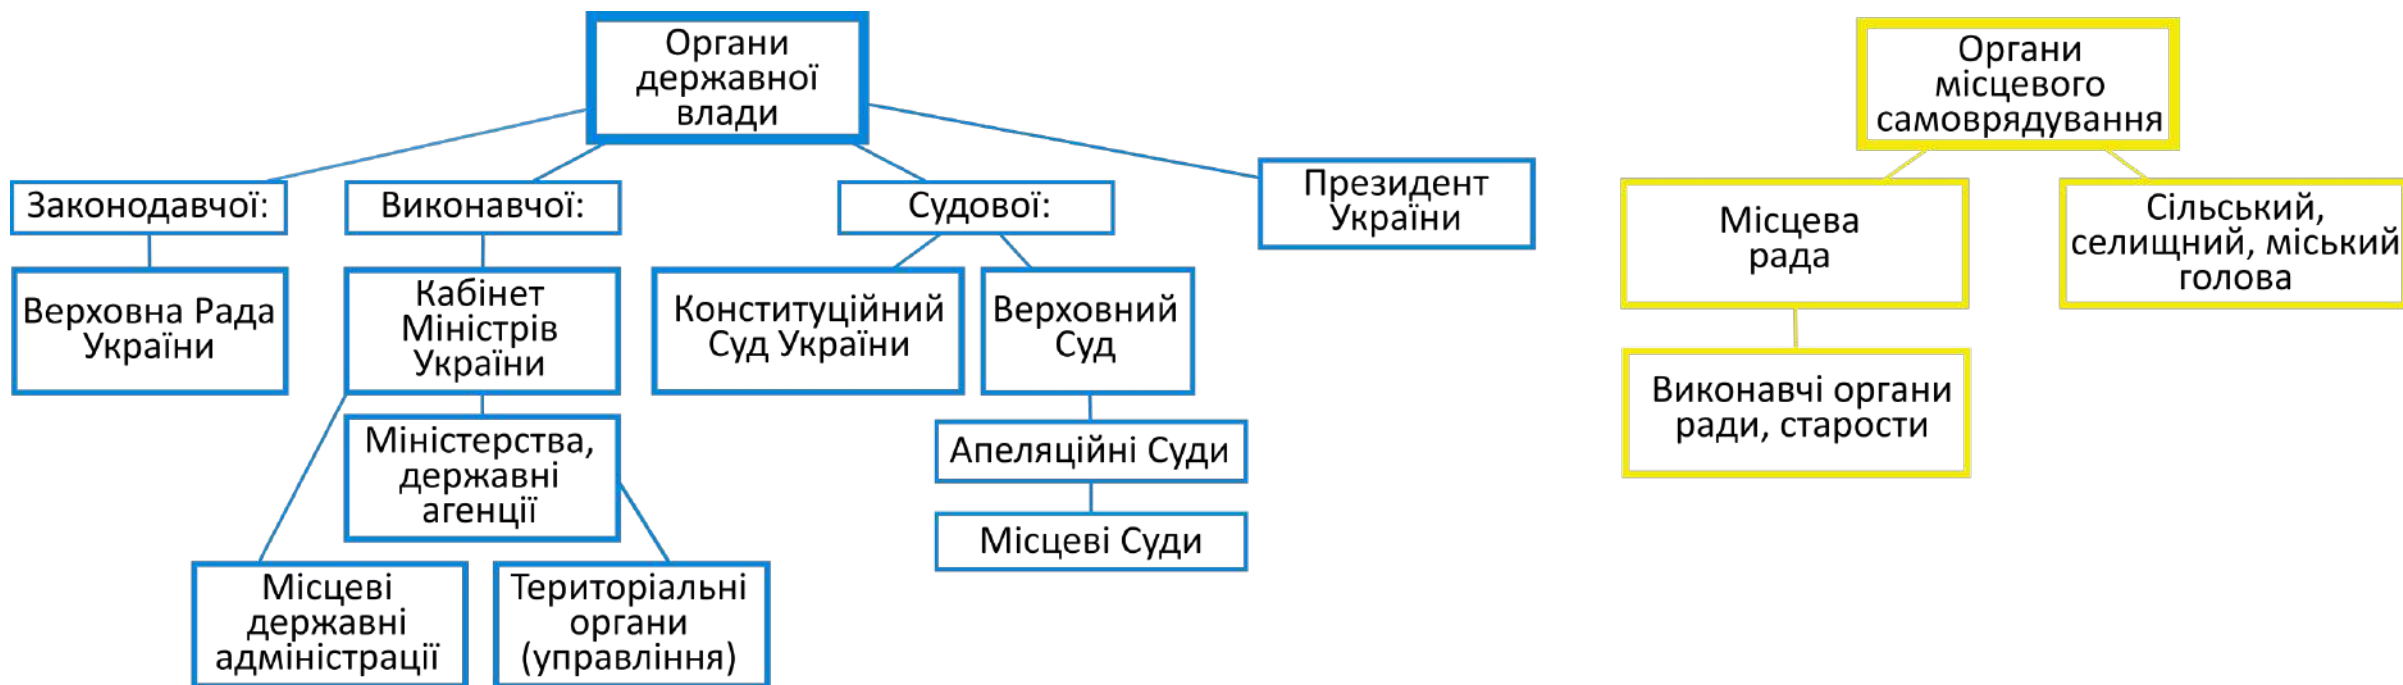 Органи
державної
влади
Законодавчої:
Виконавчої:
Судової:
Президент
України
Верховна Рада
України
Кабінет
Міністрів
України
Конституційний
Суд України
Верховний
Суд
Міністерства,
державні
агенції
Апеляційні Суди
Місцеві Суди
Місцеві
державні
адміністрації
Територіальні
органи
(управління)
Органи
місцевого
самоврядування
Місцева
рада
Сільський,
селищний, міський
голова
Виконавчі органи
ради, старости